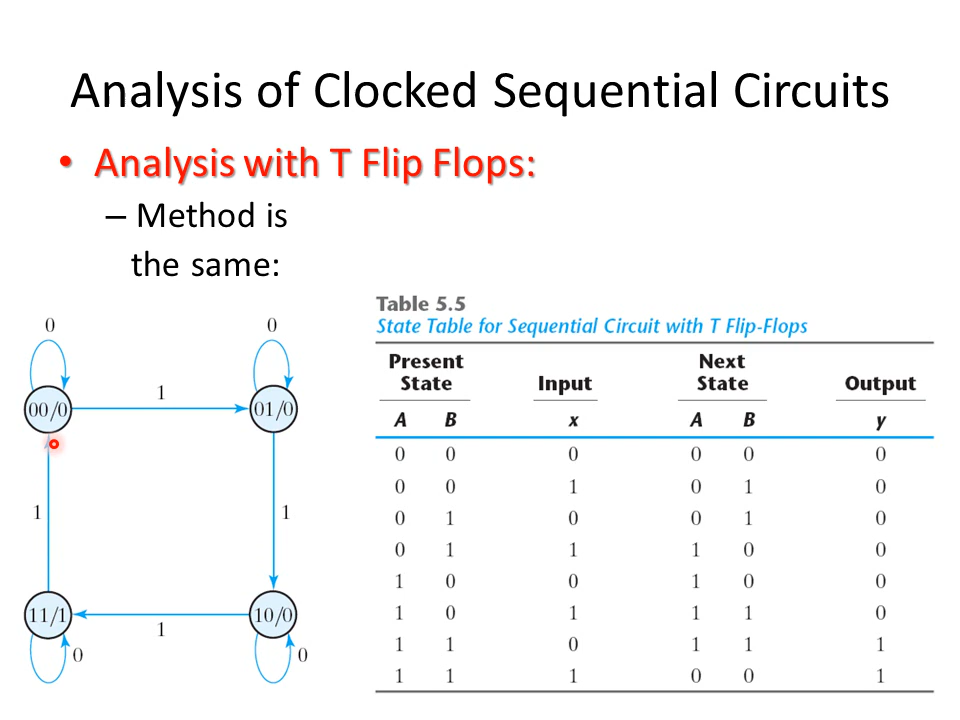 Analysis of Clocked Sequential Circuits
• Analysis with T Flip Flops:
– Method is
the same:
0 0
00/0 1 01/0
1 1
11/1 1 10/0
0 0
Table 5.5
State Table for Sequential Circuit with T Flip-Flops
Present Next
State Input State Output
A B x A B y
0 0 0 0 0 0
0 0 1 0 1 0
0 1 0 0 1 0
0 1 1 1 0 0
1 0 0 1 0 0
1 0 1 1 1 0
1 1 0 1 1 1
1 1 1 0 0 1